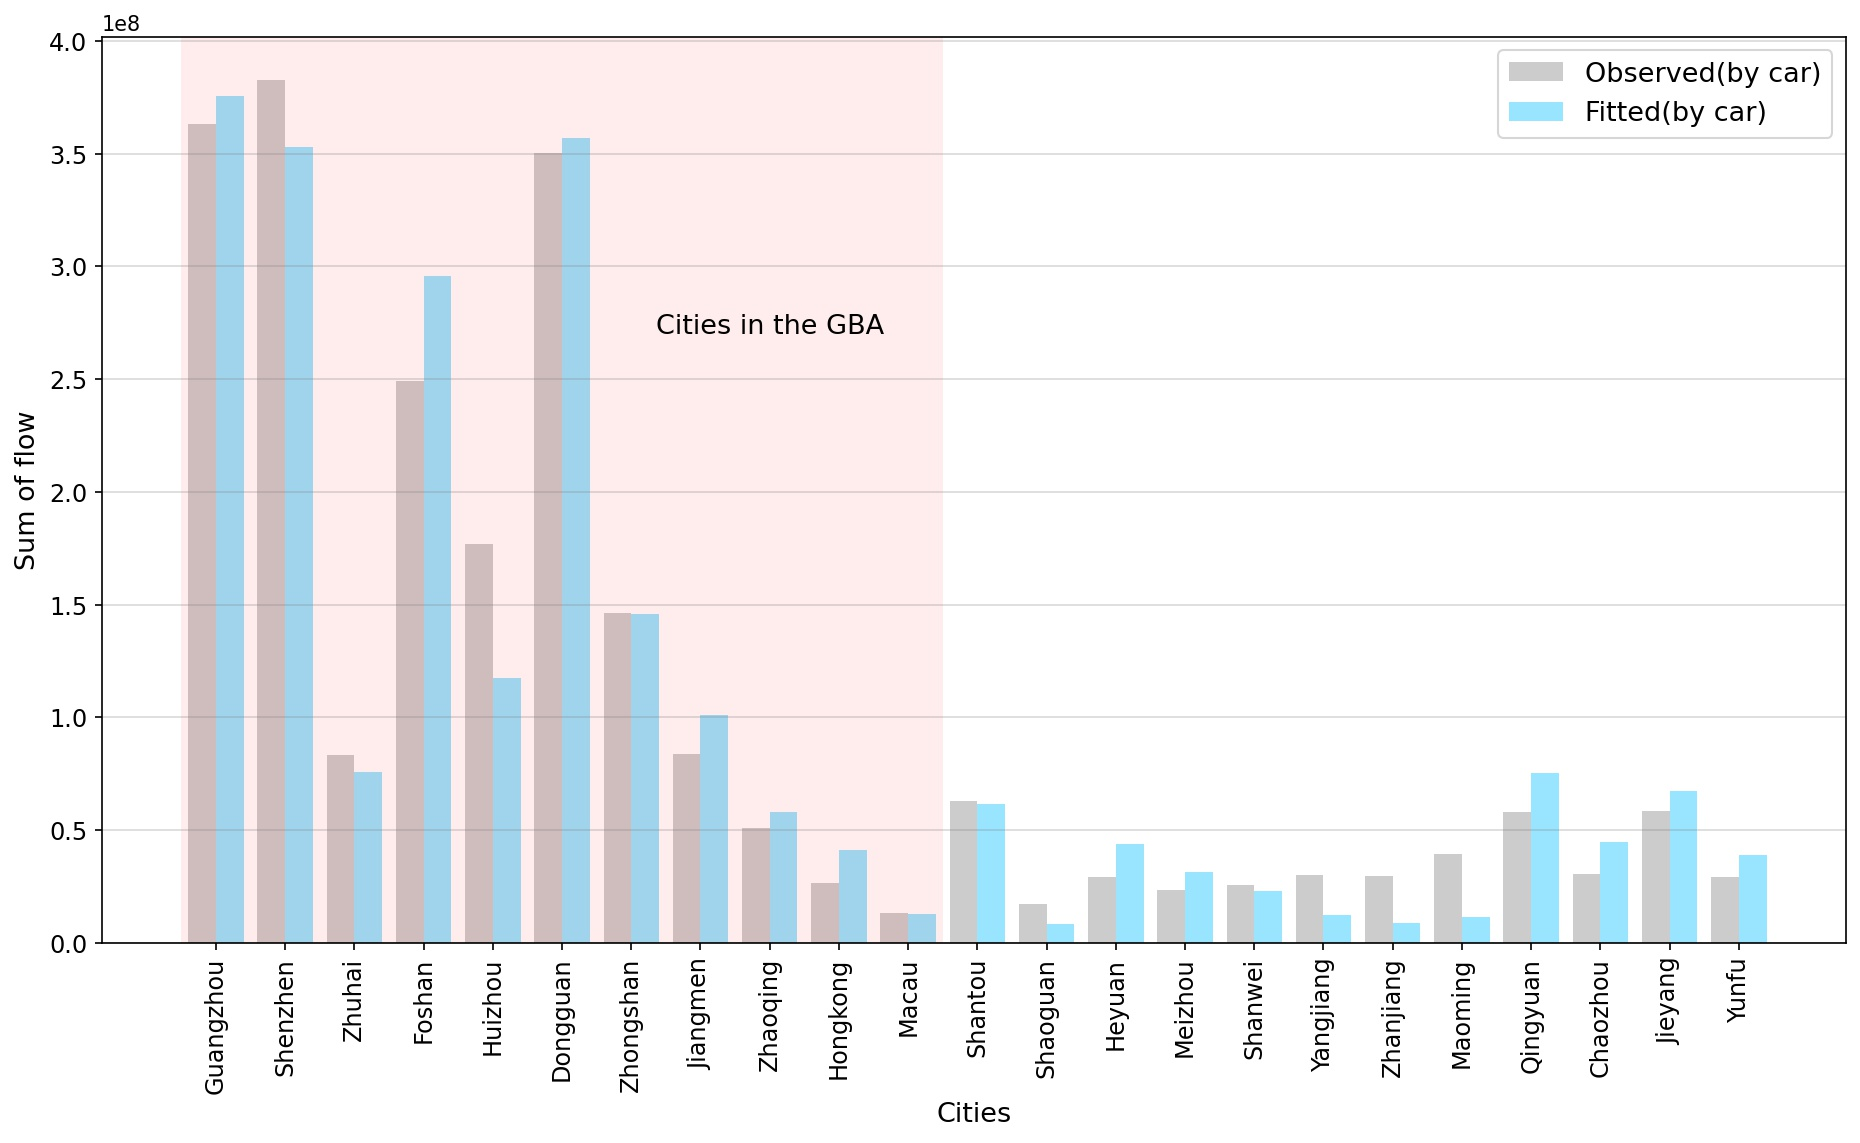 1e8
4.0
3.5
3.0
2.5
2.0
1.5
1.0
0.5
0.0
Sum of flow
Observed(by car)
Fitted(by car)
Cities in the GBA
Guangzhou
Shenzhen
Zhuhai
Foshan
Huizhou
Dongguan
Zhongshan
Jiangmen
Zhaoqing
Hongkong
Macau
Shantou
Shaoguan
Heyuan
Meizhou
Shanwei
Yangjiang
Zhanjiang
Maoming
Qingyuan
Chaozhou
Jieyang
Yunfu
Cities